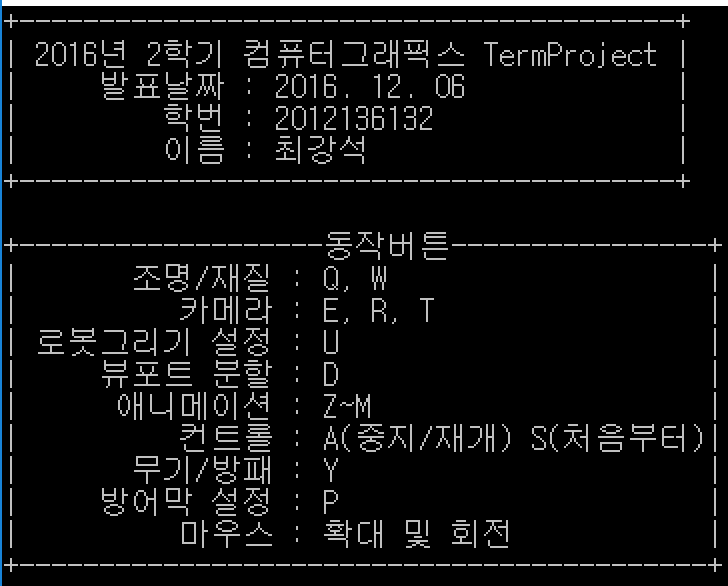 2016년 2학기 컴퓨터그래픽스 TermProject
발표날짜 : 2016. 12. 06
학번 : 2012136132
이름 : 최강석
동작버튼
조명/재질 : Q, W
카메라 : E, R, T
로봇그리기 설정 : U
뷰포트 분할 : D
애니메이션 : Z~M
컨트롤 : A(중지/재개) S(처음부터)
무기/방패 : Y
방어막 설정 : P
마우스 : 확대 및 회전